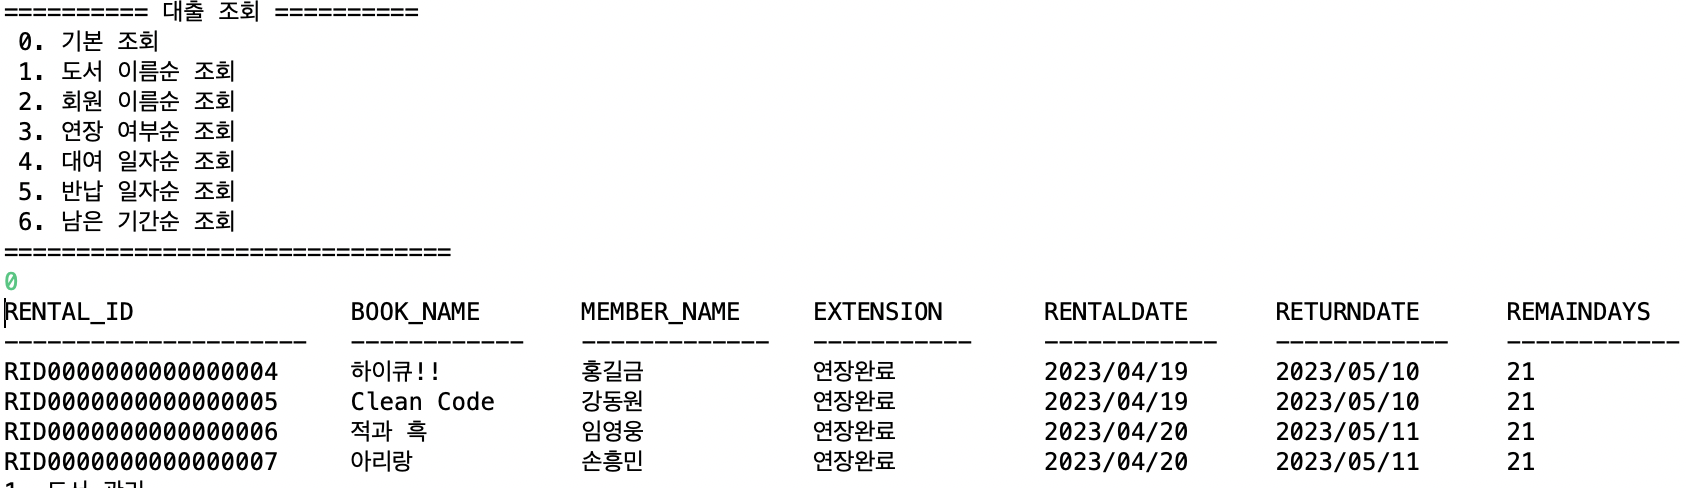 ========== 대출 조회 ==========
0. 기본 조회
1. 도서 이름순 조회
2. 회원 이름순 조회
3. 연장 여부순 조회
4. 대여 일자순 조회
5. 반납 일자순 조회
6. 남은 기간순 조회
===============================
0
RENTAL_ID BOOK_NAME MEMBER_NAME EXTENSION RENTALDATE RETURNDATE REMAINDAYS
--------------------- ------------ ------------- ----------- ------------ ------------ ------------
RID0000000000000004 하이큐!! 홍길금 연장완료 2023/04/19 2023/05/10 21
RID0000000000000005 Clean Code 강동원 연장완료 2023/04/19 2023/05/10 21
RID0000000000000006 적과 흑 임영웅 연장완료 2023/04/20 2023/05/11 21
RID0000000000000007 아리랑 손흥민 연장완료 2023/04/20 2023/05/11 21